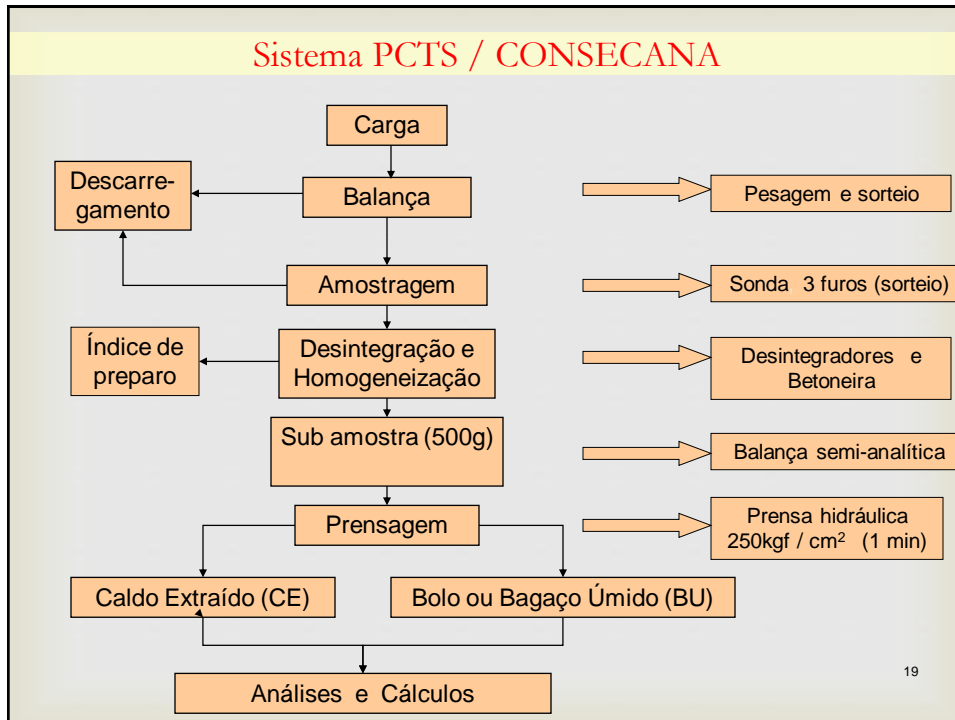 Sistema PCTS / CONSECANA
Carga
Descarre-
gamento
Balança
Pesagem e sorteio
Amostragem
Sonda 3 furos (sorteio)
Índice de
preparo
Desintegração e
Homogeneização
Desintegradores e
Betoneira
Sub amostra (500g)
Balança semi-analítica
Prensagem
Prensa hidráulica
250kgf / cm² (1 min)
Caldo Extraído (CE)
Bolo ou Bagaço Úmido (BU)
Análises e Cálculos
19